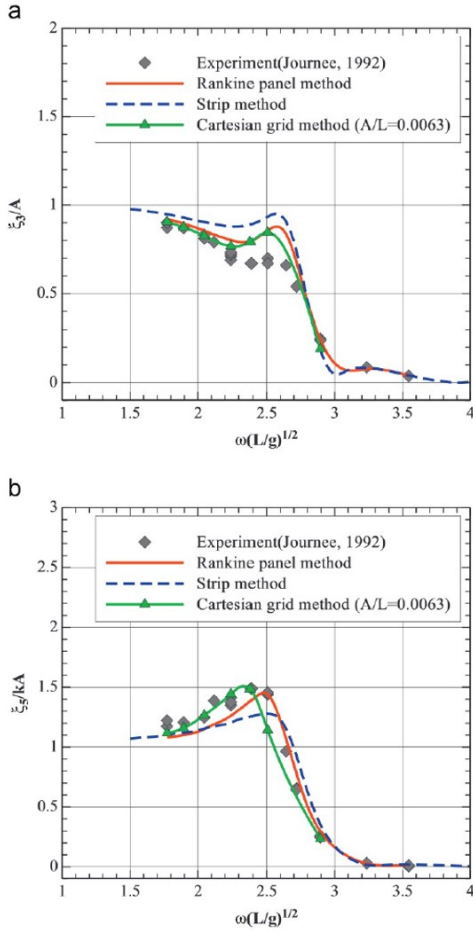 a
2
Experiment(Journee, 1992)
Rankine panel method
Strip method
Cartesian grid method (A/L=0.0063)
1.5
1
0.5
0
ξ₃/A
1 1.5 2 2.5 3 3.5 4
ω(L/g)^1/2
b
3
Experiment(Journee, 1992)
Rankine panel method
Strip method
Cartesian grid method (A/L=0.0063)
2.5
2
1.5
1
0.5
0
ξ₅/kA
1 1.5 2 2.5 3 3.5 4
ω(L/g)^1/2